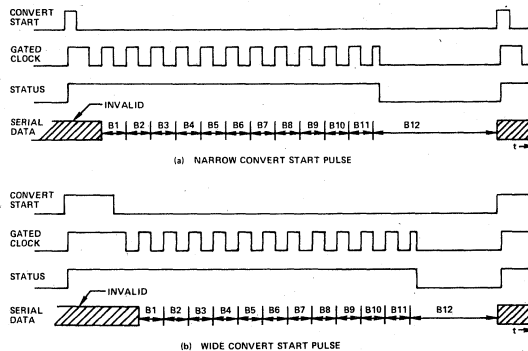 CONVERT
START
GATED
CLOCK
STATUS
INVALID
SERIAL
DATA
B1 B2 B3 B4 B5 B6 B7 B8 B9 B10 B11 B12
t
(a) NARROW CONVERT START PULSE
CONVERT
START
GATED
CLOCK
STATUS
INVALID
SERIAL
DATA
B1 B2 B3 B4 B5 B6 B7 B8 B9 B10 B11 B12
t
(b) WIDE CONVERT START PULSE